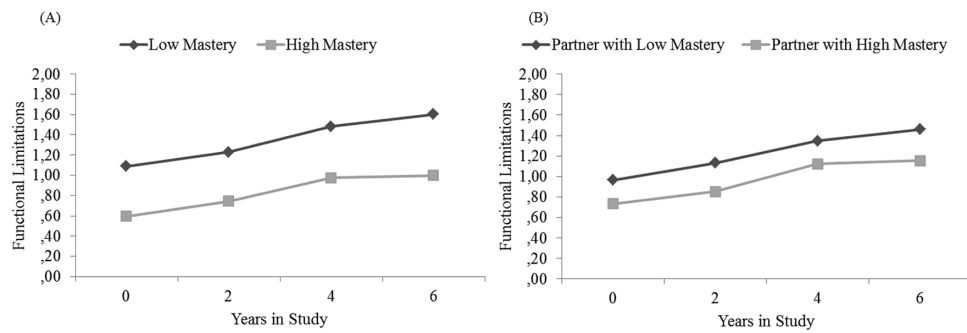 (A)
Low Mastery High Mastery
2,00
1,80
1,60
1,40
1,20
1,00
,80
,60
,40
,20
,00
Functional Limitations
0 2 4 6
Years in Study
(B)
Partner with Low Mastery Partner with High Mastery
2,00
1,80
1,60
1,40
1,20
1,00
,80
,60
,40
,20
,00
Functional Limitations
0 2 4 6
Years in Study